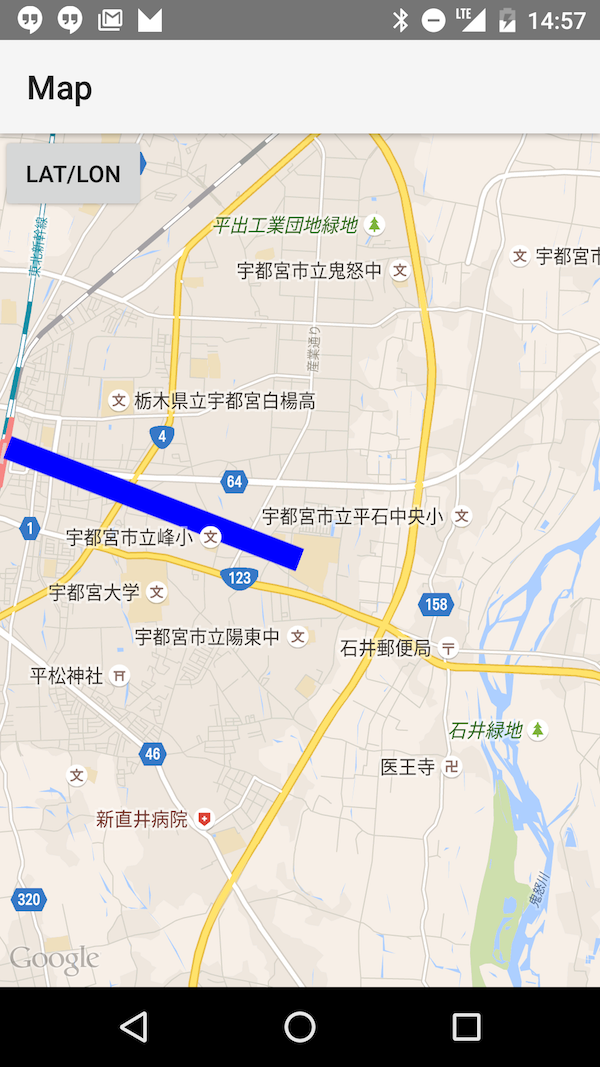 LTE 14:57
Map
LAT/LON
東北新幹線
平出工業団地緑地
宇都宮市立鬼怒中
宇都宮市
産業通り
栃木県立宇都宮白楊高
4
64
宇都宮市立平石中央小
1
宇都宮市立峰小
123
宇都宮大学
158
宇都宮市立陽東中
石井郵便局
平松神社
石井緑地
46
医王寺
新直井病院
320
鬼怒川
Google